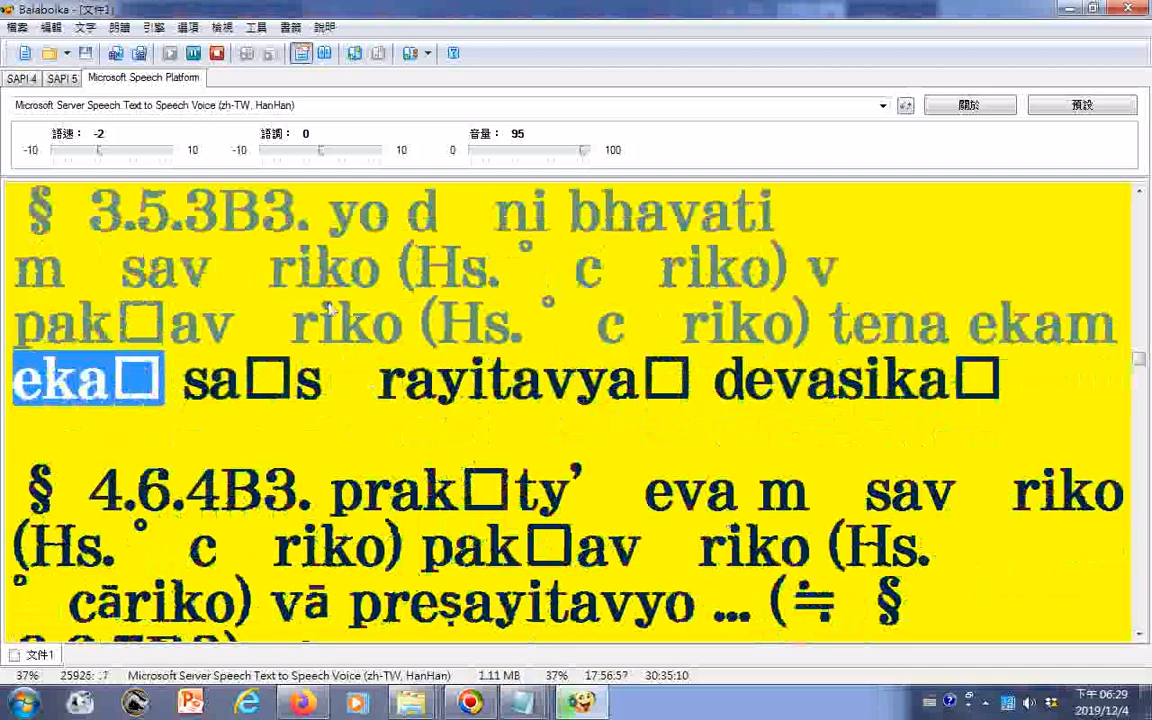 Balabolka - [文件1]
檔案 編輯 文字 朗讀 引擎 選項 檢視 工具 書籤 說明
SAPI 4 SAPI 5 Microsoft Speech Platform
Microsoft Server Speech Text to Speech Voice (zh-TW, HanHan) 關於 預設
語速： -2 語調： 0 音量： 95
-10 10 -10 10 0 100
§ 3.5.3B3. yo d ni bhavati
m sav riko (Hs. ˚ c riko) v
pak□av riko (Hs. ˚ c riko) tena ekam
eka□ sa□s rayitavya□ devasika□
§ 4.6.4B3. prak□ty’ eva m sav riko
(Hs. ˚ c riko) pak□av riko (Hs.
˚ cāriko) vā preṣayitavyo ... (≒ §
文件1
37% Microsoft Server Speech Text to Speech Voice (zh-TW, HanHan) 1.11 MB 37% 17:56:57 30:35:10
下午 06:29
2019/12/4